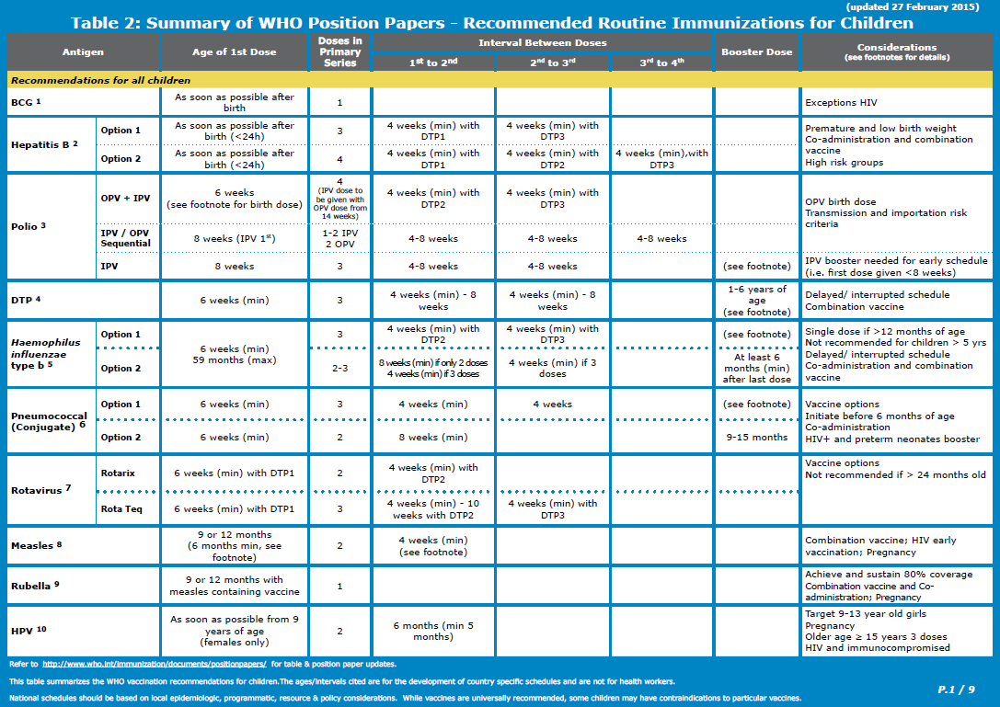 (updated 27 February 2015)
Table 2: Summary of WHO Position Papers - Recommended Routine Immunizations for Children
Antigen
Age of 1st Dose
Doses in
Primary
Series
Interval Between Doses
1st to 2nd
2nd to 3rd
3rd to 4th
Booster Dose
Considerations
(see footnotes for details)
Recommendations for all children
BCG 1
As soon as possible after
birth
1
Exceptions HIV
Hepatitis B 2
Option 1
As soon as possible after
birth (<24h)
3
4 weeks (min) with
DTP1
4 weeks (min) with
DTP3
Option 2
As soon as possible after
birth (<24h)
4
4 weeks (min) with
DTP1
4 weeks (min) with
DTP2
4 weeks (min),with
DTP3
Premature and low birth weight
Co-administration and combination
vaccine
High risk groups
Polio 3
OPV + IPV
6 weeks
(see footnote for birth dose)
4
(IPV dose to
be given with
OPV dose from
14 weeks)
4 weeks (min) with
DTP2
4 weeks (min) with
DTP3
OPV birth dose
Transmission and importation risk
criteria
IPV / OPV
Sequential
8 weeks (IPV 1st)
1-2 IPV
2 OPV
4-8 weeks
4-8 weeks
4-8 weeks
IPV
8 weeks
3
4-8 weeks
4-8 weeks
(see footnote)
IPV booster needed for early schedule
(i.e. first dose given <8 weeks)
DTP 4
6 weeks (min)
3
4 weeks (min) - 8
weeks
4 weeks (min) - 8
weeks
1-6 years of
age
(see footnote)
Delayed/ interrupted schedule
Combination vaccine
Haemophilus
influenzae
type b 5
Option 1
6 weeks (min)
59 months (max)
3
4 weeks (min) with
DTP2
4 weeks (min) with
DTP3
(see footnote)
Option 2
2-3
8 weeks (min) if only 2 doses
4 weeks (min) if 3 doses
4 weeks (min) if 3
doses
At least 6
months (min)
after last dose
Single dose if >12 months of age
Not recommended for children > 5 yrs
Delayed/ interrupted schedule
Co-administration and combination
vaccine
Pneumococcal
(Conjugate) 6
Option 1
6 weeks (min)
3
4 weeks (min)
4 weeks
(see footnote)
Option 2
6 weeks (min)
2
8 weeks (min)
9-15 months
Vaccine options
Initiate before 6 months of age
Co-administration
HIV+ and preterm neonates booster
Rotavirus 7
Rotarix
6 weeks (min) with DTP1
2
4 weeks (min) with
DTP2
Vaccine options
Not recommended if > 24 months old
Rota Teq
6 weeks (min) with DTP1
3
4 weeks (min) - 10
weeks with DTP2
4 weeks (min) with
DTP3
Measles 8
9 or 12 months
(6 months min, see
footnote)
2
4 weeks (min)
(see footnote)
Combination vaccine; HIV early
vaccination; Pregnancy
Rubella 9
9 or 12 months with
measles containing vaccine
1
Achieve and sustain 80% coverage
Combination vaccine and Co-
administration; Pregnancy
HPV 10
As soon as possible from 9
years of age
(females only)
2
6 months (min 5
months)
Target 9-13 year old girls
Pregnancy
Older age ≥ 15 years 3 doses
HIV and immunocompromised
Refer to http://www.who.int/immunization/documents/positionpapers/ for table & position paper updates.
This table summarizes the WHO vaccination recommendations for children.The ages/intervals cited are for the development of country specific schedules and are not for health workers.
National schedules should be based on local epidemiologic, programmatic, resource & policy considerations. While vaccines are universally recommended, some children may have contraindications to particular vaccines.
P.1 / 9